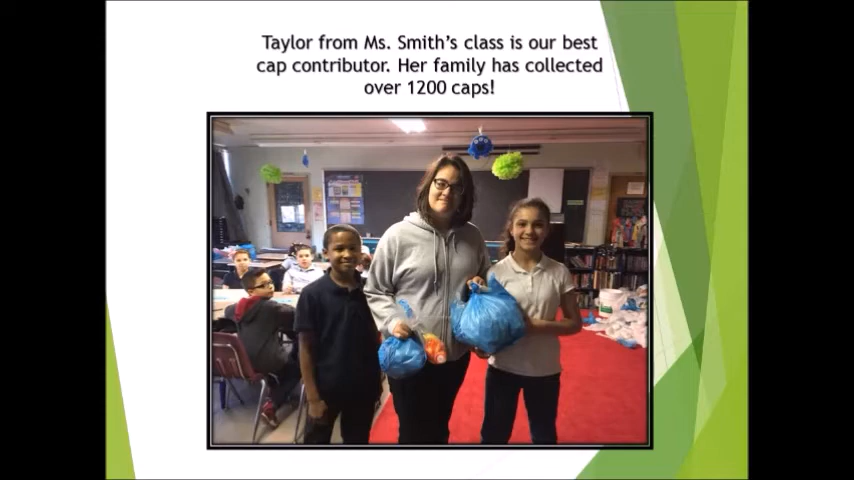 Taylor from Ms. Smith's class is our best
cap contributor. Her family has collected
over 1200 caps!